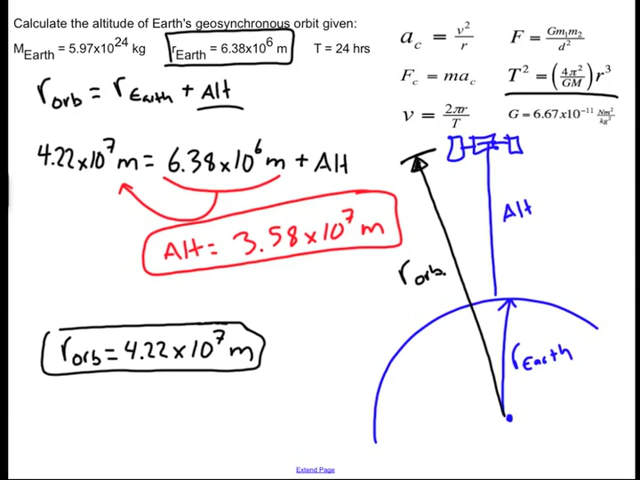 Calculate the altitude of Earth's geosynchronous orbit given:
M_Earth = 5.97x10^24 kg r_Earth = 6.38x10^6 m T = 24 hrs
a_c = v^2/r F = Gm_1m_2/d^2
F_c = ma_c T^2 = (4π^2/GM)r^3
v = 2πr/T G = 6.67x10^-11 Nm^2/kg^2
r_orb = r_Earth + Alt
4.22x10^7 m = 6.38x10^6 m + Alt
Alt = 3.58x10^7 m
r_orb = 4.22x10^7 m
Alt
r_orb.
r_Earth
Extend Page